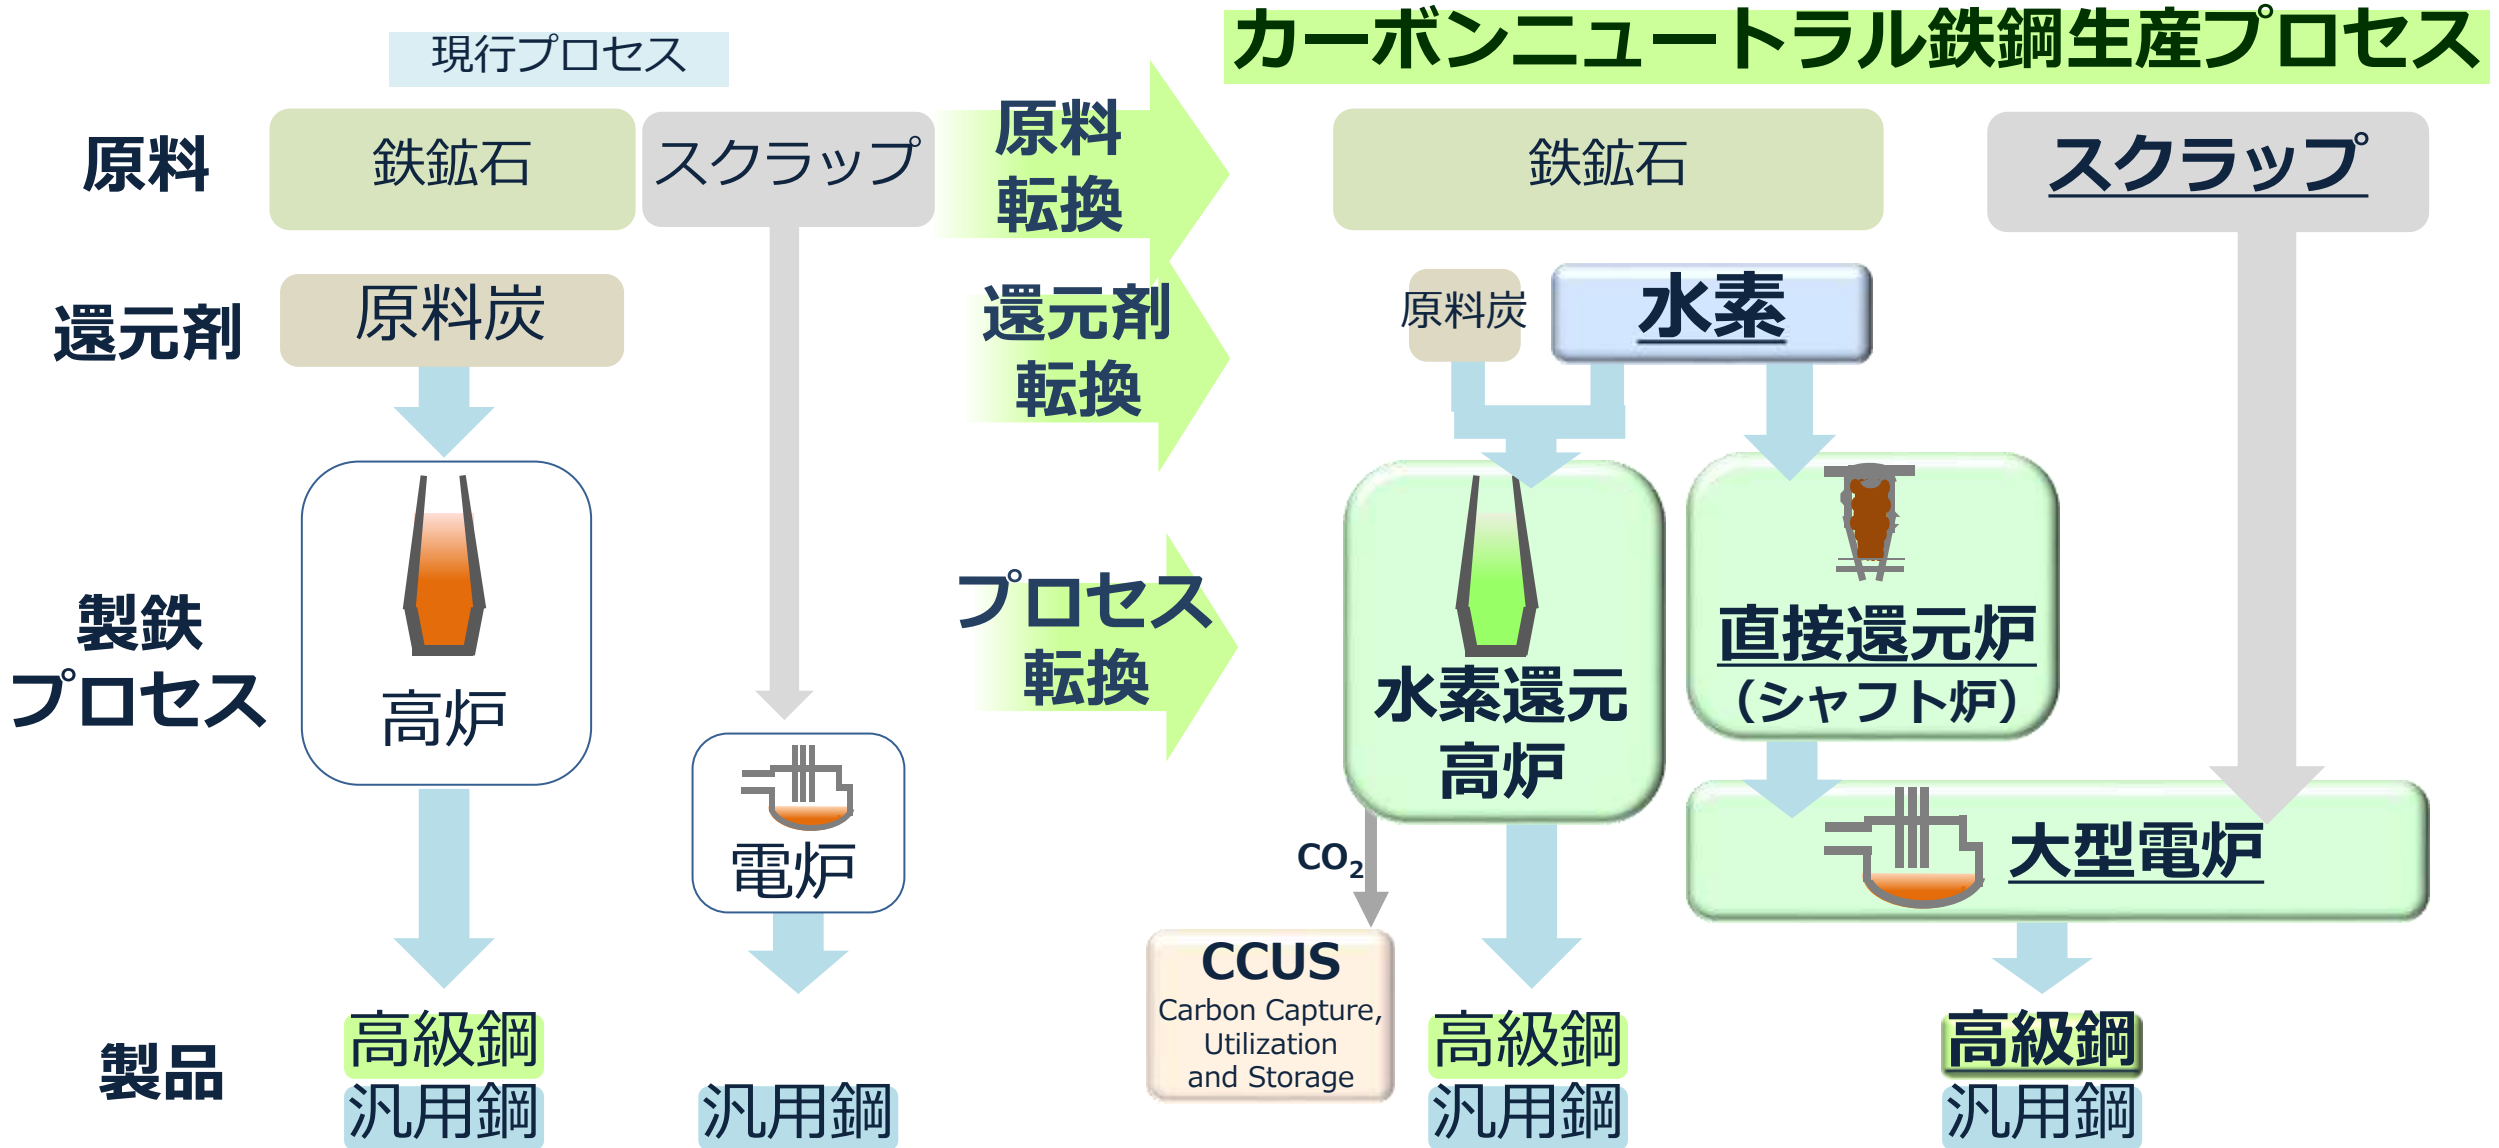 現行プロセス
カーボンニュートラル鉄鋼生産プロセス
原料
鉄鉱石
スクラップ
原料
転換
鉄鉱石
スクラップ
還元剤
原料炭
還元剤
転換
原料炭
水素
製鉄
プロセス
高炉
電炉
プロセス
転換
水素還元
高炉
直接還元炉
（シャフト炉）
大型電炉
CO₂
CCUS
Carbon Capture,
Utilization
and Storage
製品
高級鋼
汎用鋼
汎用鋼
高級鋼
汎用鋼
高級鋼
汎用鋼